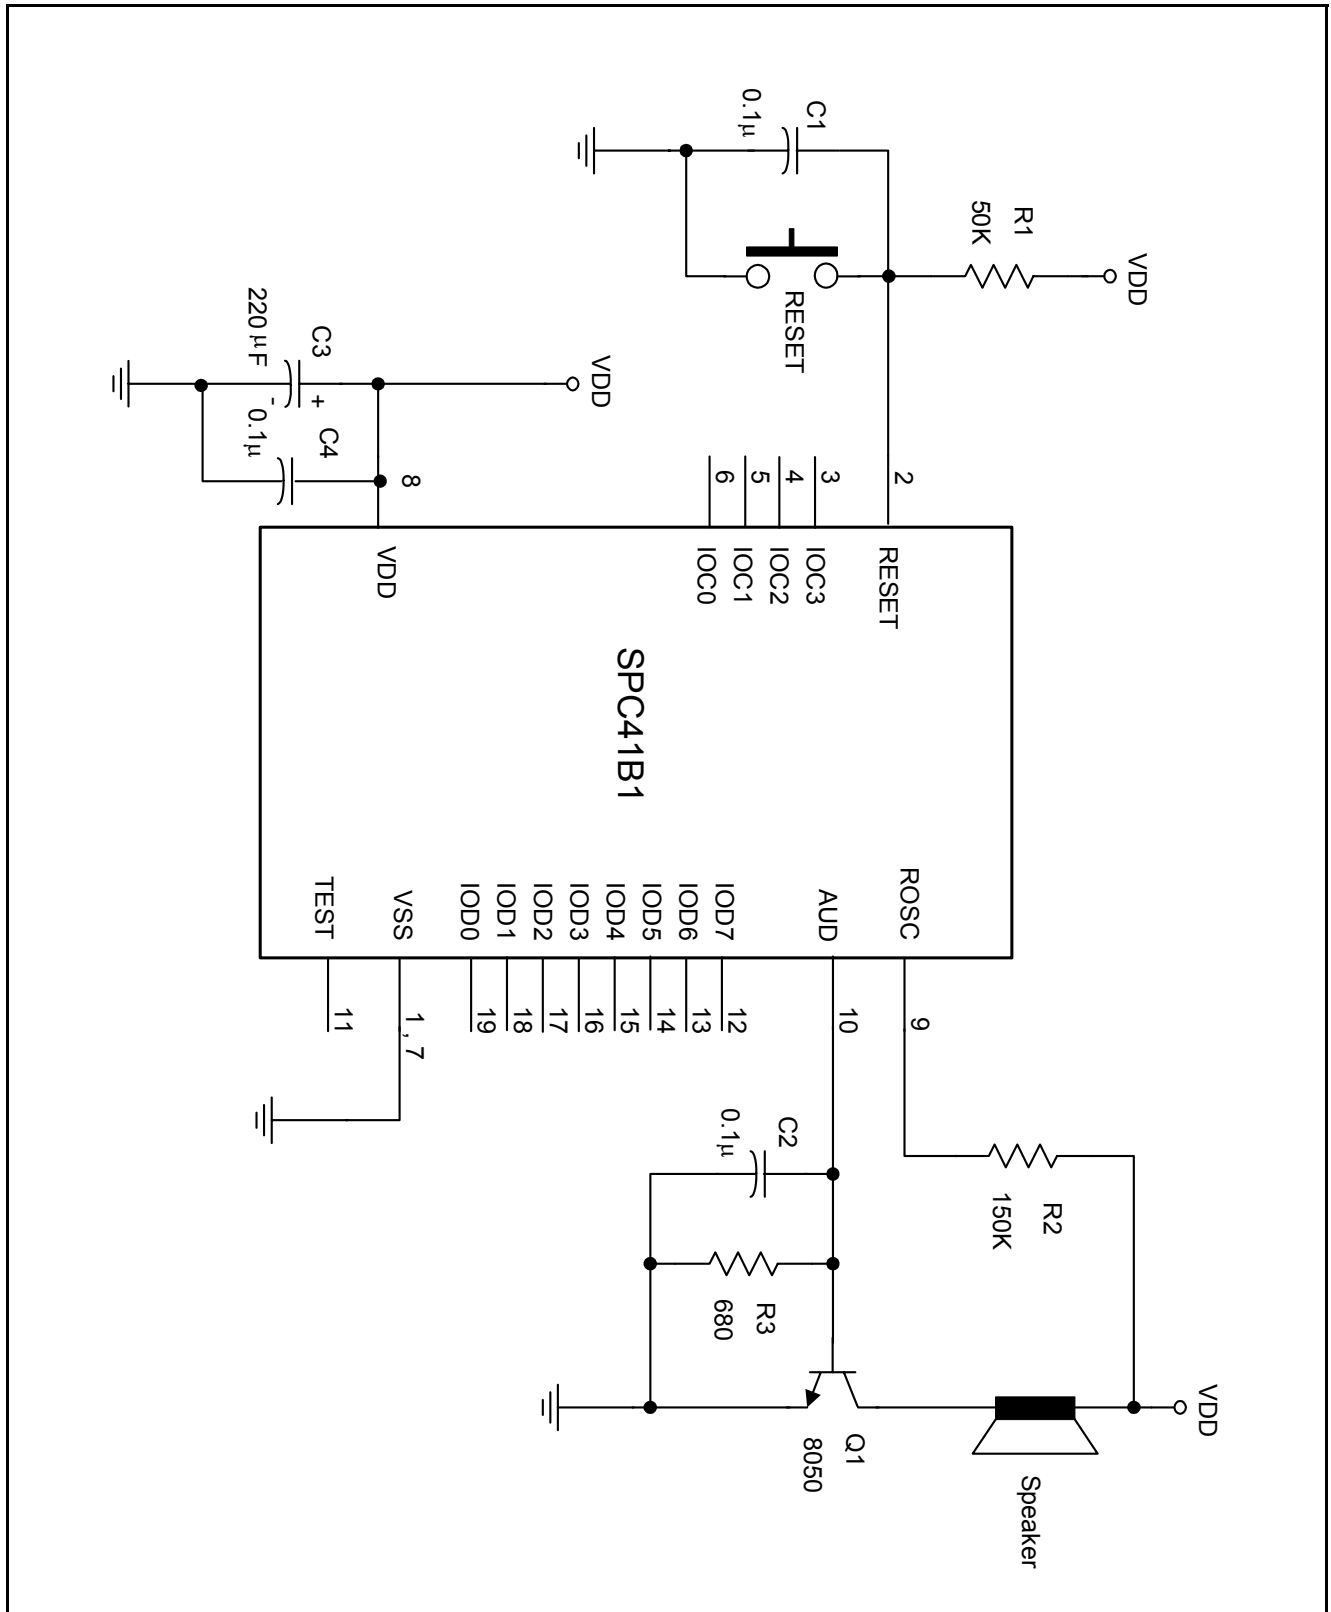 VDD
R1
50K
C1
0.1µ
RESET
VDD
C3
220 µF
+
-
C4
0.1µ
2
3
4
5
6
8
RESET
IOC3
IOC2
IOC1
IOC0
VDD
SPC41B1
ROSC
AUD
IOD7
IOD6
IOD5
IOD4
IOD3
IOD2
IOD1
IOD0
VSS
TEST
9
10
12
13
14
15
16
17
18
19
1 , 7
11
R2
150K
C2
0.1µ
R3
680
VDD
Q1
8050
Speaker